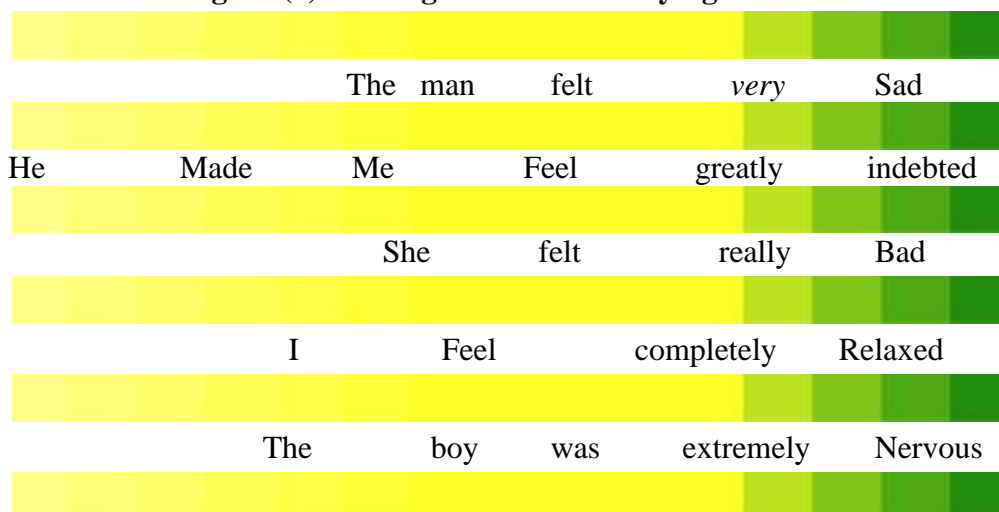 The man felt very Sad
He Made Me Feel greatly indebted
She felt really Bad
I Feel completely Relaxed
The boy was extremely Nervous